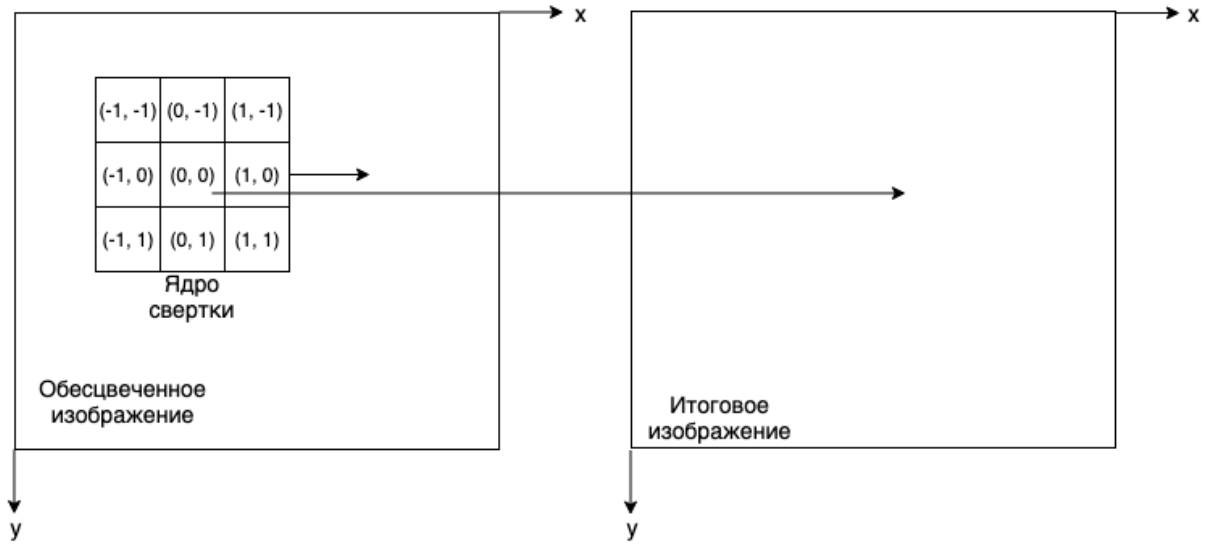 x
(-1, -1) (0, -1) (1, -1)
(-1, 0) (0, 0) (1, 0)
(-1, 1) (0, 1) (1, 1)
Ядро
свертки
Обесцвеченное
изображение
y
x
Итоговое
изображение
y